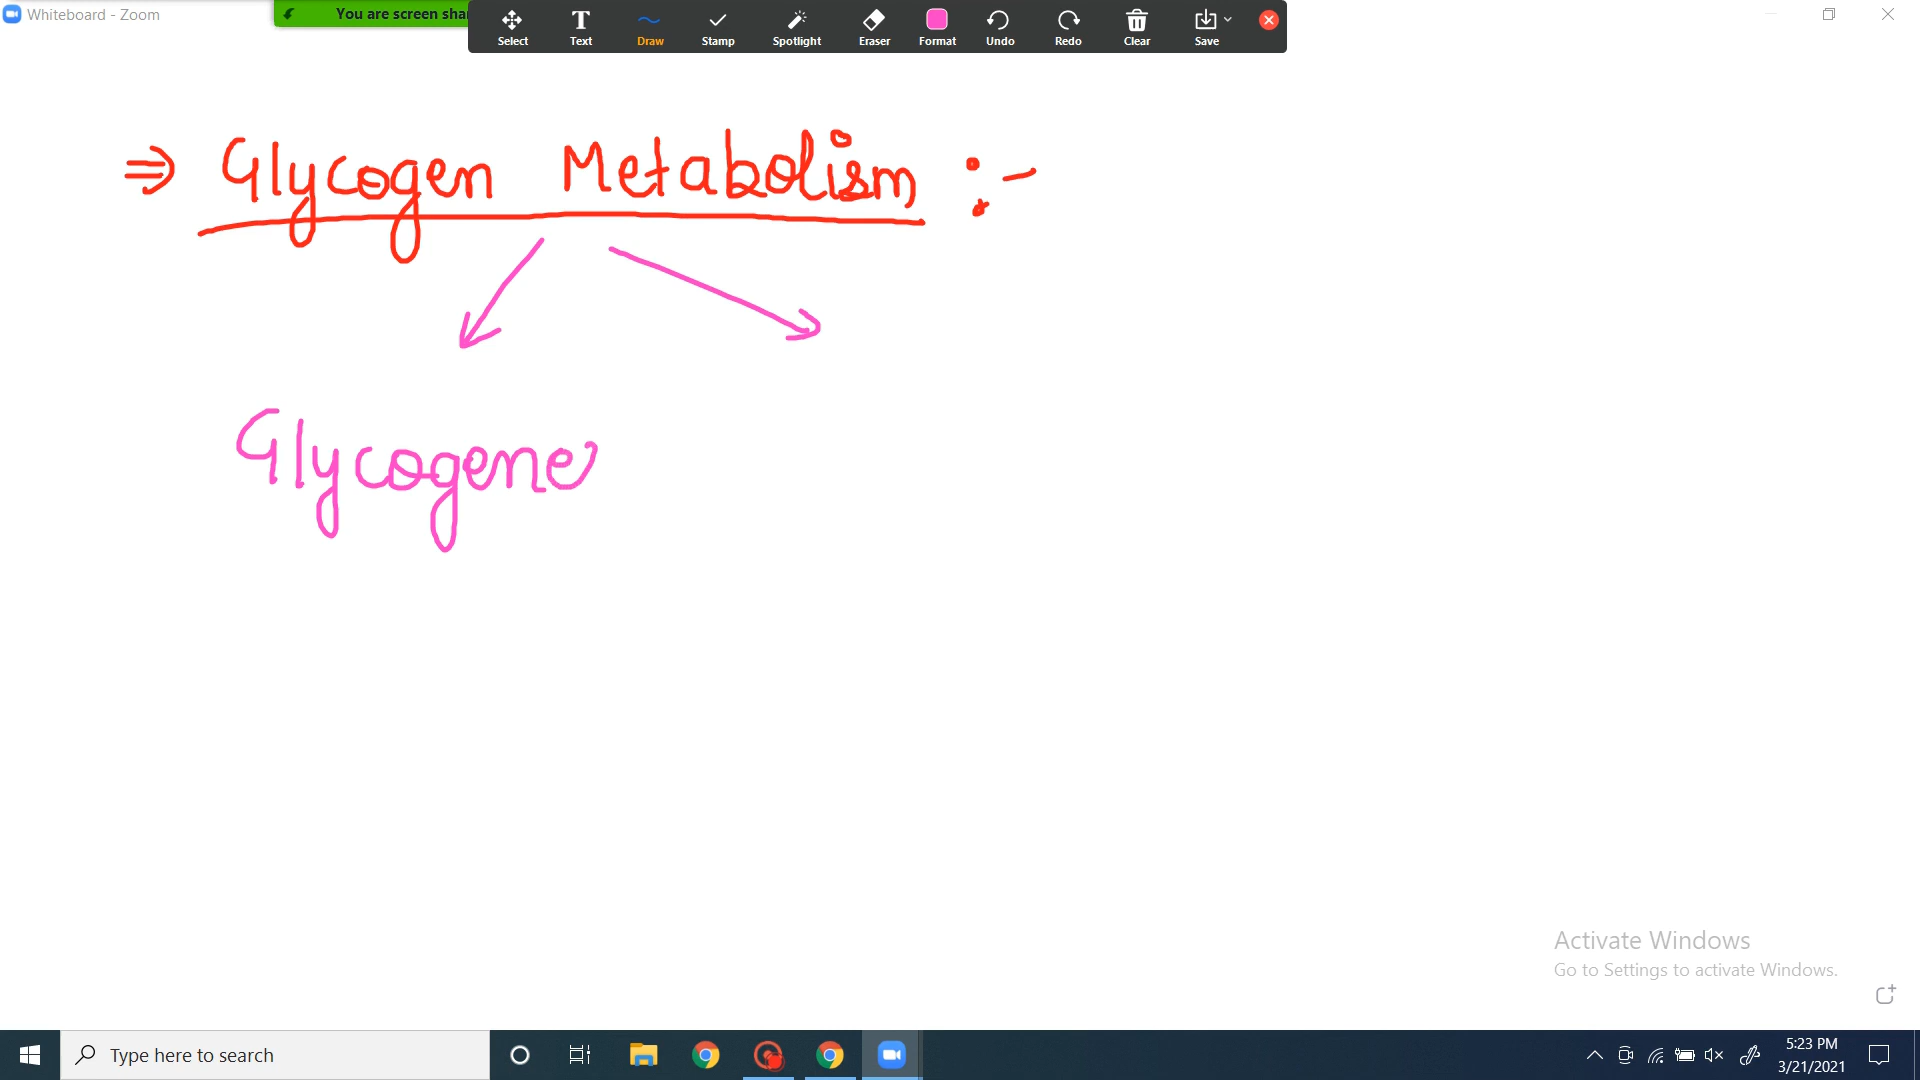 Whiteboard - Zoom
You are screen sha
Select Text Draw Stamp Spotlight Eraser Format Undo Redo Clear Save
⇒ Glycogen Metabolism :-
Glycogene
Activate Windows
Go to Settings to activate Windows.
Type here to search
5:23 PM
3/21/2021